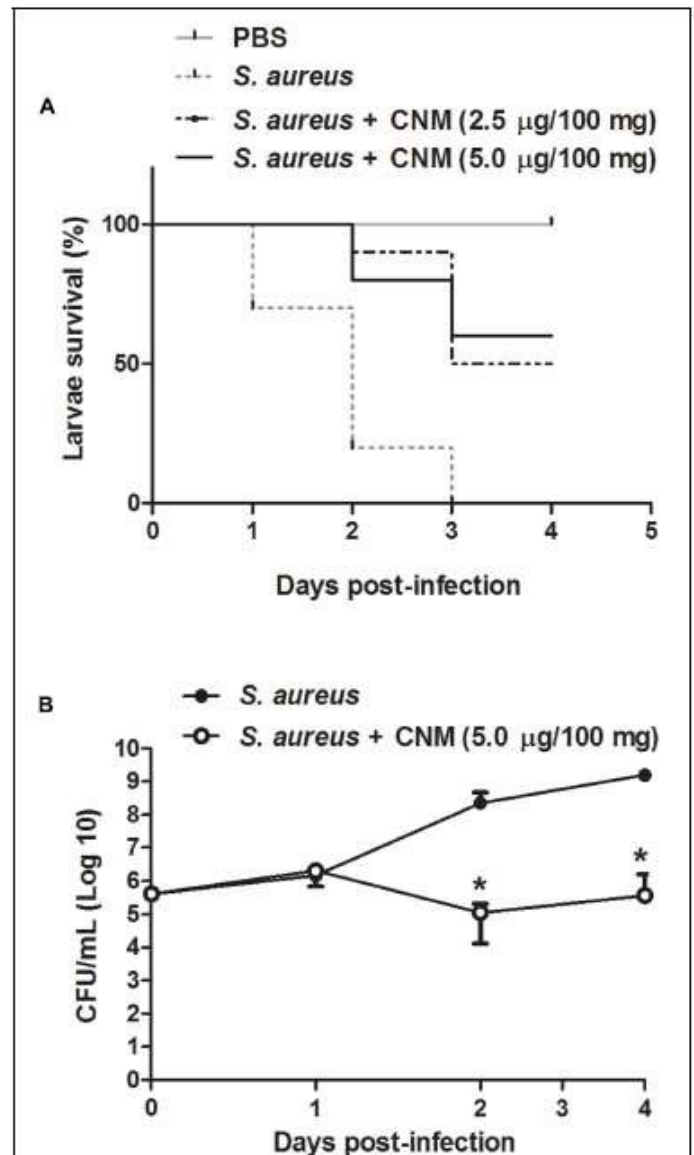 PBS
S. aureus
A
S. aureus + CNM (2.5 μg/100 mg)
S. aureus + CNM (5.0 μg/100 mg)
Larvae survival (%)
100
50
0
0 1 2 3 4 5
Days post-infection
B
S. aureus
S. aureus + CNM (5.0 μg/100 mg)
CFU/mL (Log 10)
10
9
8
7
6
5
4
3
2
1
0
*
*
0 1 2 3 4
Days post-infection